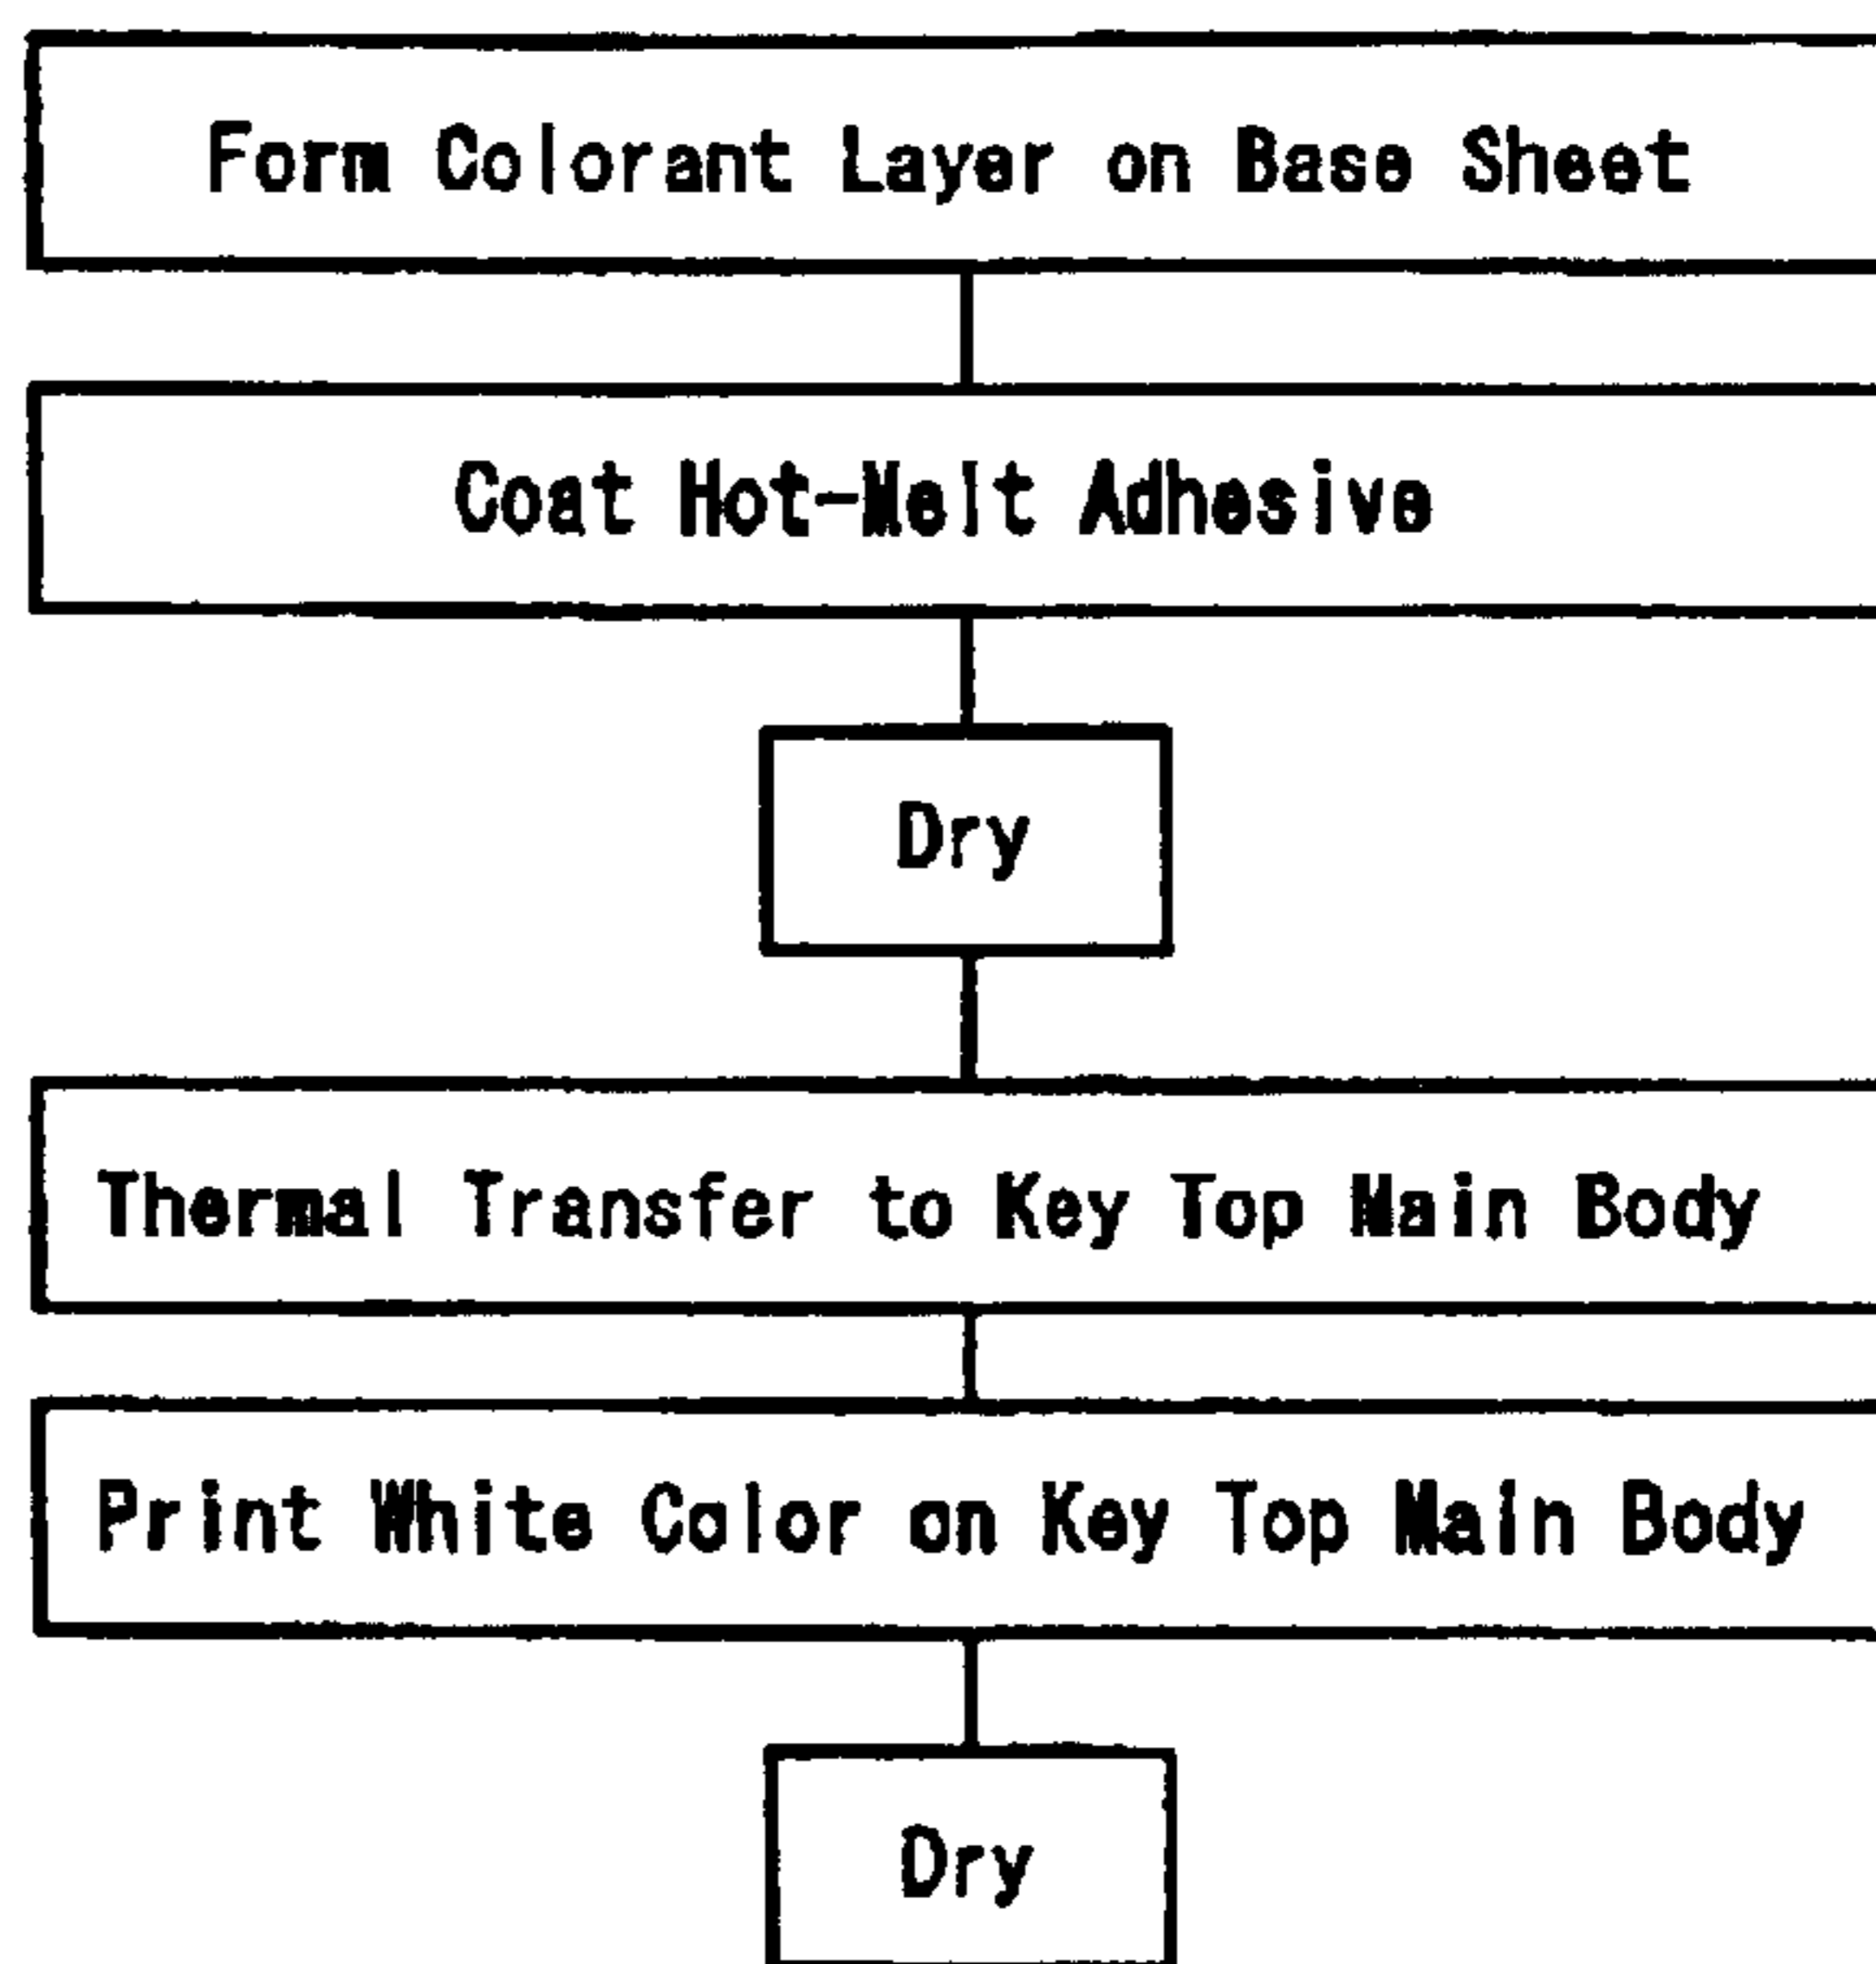 Form Colorant Layer on Base Sheet
Coat Hot-Melt Adhesive
Dry
Thermal Transfer to Key Top Main Body
Print White Color on Key Top Main Body
Dry